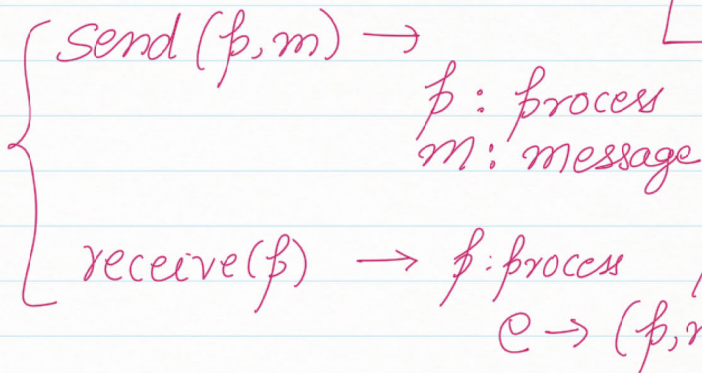 send (p, m) →
p : process
m : message
receive(p) → p : process
e → (p,